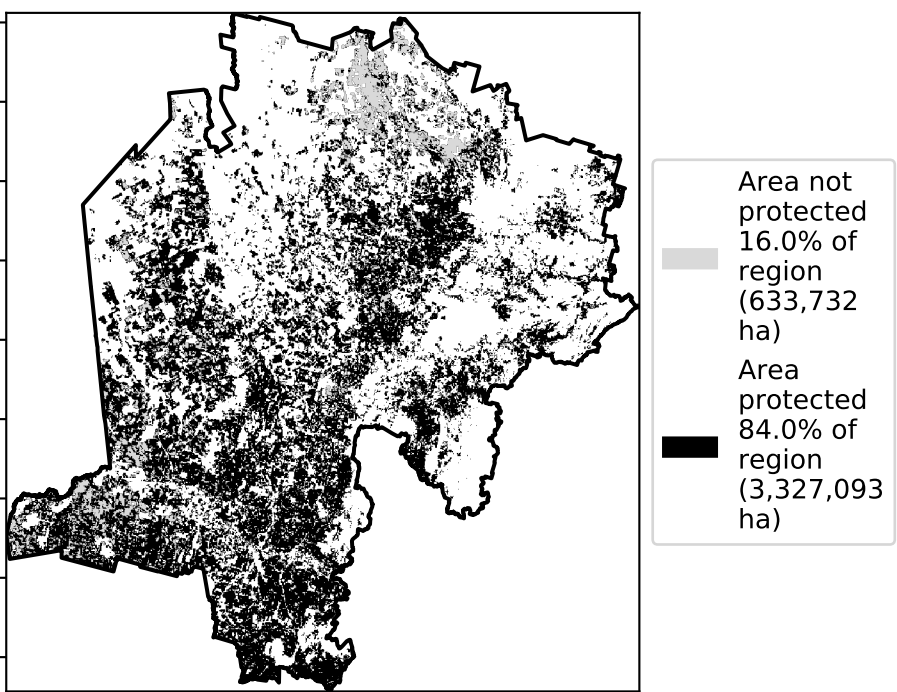 Area not
protected
16.0% of
region
(633,732
ha)
Area
protected
84.0% of
region
(3,327,093
ha)